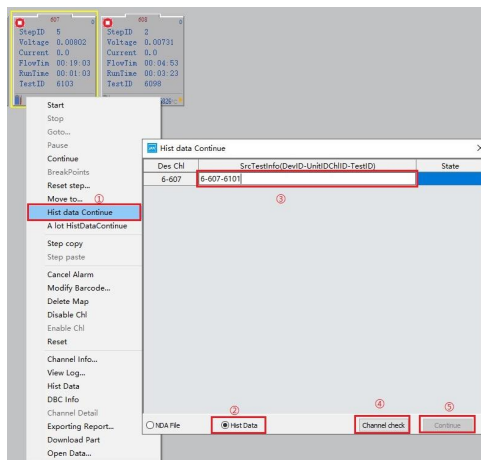 607
StepID 5
Voltage 0.00802
Current 0.0
FlowTim 00:19:03
RunTime 00:01:03
TestID 6103
608
StepID 2
Voltage 0.00731
Current 0.0
FlowTim 00:04:53
RunTime 00:03:23
TestID 6098
Start
Stop
Goto...
Pause
Continue
BreakPoints
Reset step...
Move to... ①
Hist data Continue
A lot HistDataContinue
Step copy
Step paste
Cancel Alarm
Modify Barcode...
Delete Map
Disable Chl
Enable Chl
Reset
Channel Info...
View Log...
Hist Data
DBC Info
Channel Detail
Exporting Report...
Download Part
Open Data...
Hist data Continue
Des Chl SrcTestInfo(DevID-UnitIDChlID-TestID) State
6-607 6-607-6101
③
② ④ ⑤
NDA File Hist Data Channel check Continue